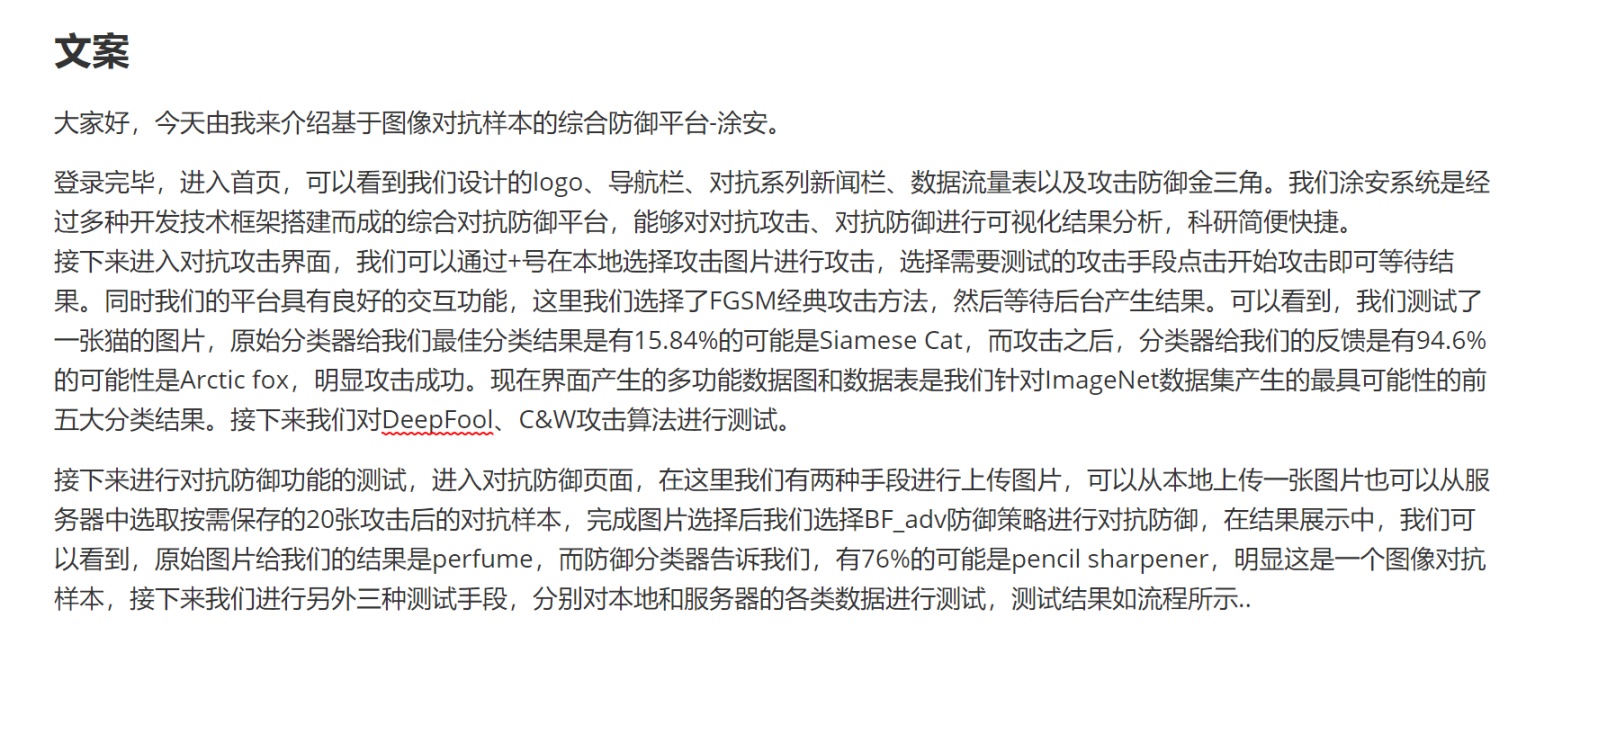 文案
大家好，今天由我来介绍基于图像对抗样本的综合防御平台-涂安。
登录完毕，进入首页，可以看到我们设计的logo、导航栏、对抗系列新闻栏、数据流量表以及攻击防御金三角。我们涂安系统是经
过多种开发技术框架搭建而成的综合对抗防御平台，能够对对抗攻击、对抗防御进行可视化结果分析，科研简便快捷。
接下来进入对抗攻击界面，我们可以通过+号在本地选择攻击图片进行攻击，选择需要测试的攻击手段点击开始攻击即可等待结
果。同时我们的平台具有良好的交互功能，这里我们选择了FGSM经典攻击方法，然后等待后台产生结果。可以看到，我们测试了
一张猫的图片，原始分类器给我们最佳分类结果是有15.84%的可能是Siamese Cat，而攻击之后，分类器给我们的反馈是有94.6%
的可能性是Arctic fox，明显攻击成功。现在界面产生的多功能数据图和数据表是我们针对ImageNet数据集产生的最具可能性的前
五大分类结果。接下来我们对DeepFool、C&W攻击算法进行测试。
接下来进行对抗防御功能的测试，进入对抗防御页面，在这里我们有两种手段进行上传图片，可以从本地上传一张图片也可以从服
务器中选取按需保存的20张攻击后的对抗样本，完成图片选择后我们选择BF_adv防御策略进行对抗防御，在结果展示中，我们可
以看到，原始图片给我们的结果是perfume，而防御分类器告诉我们，有76%的可能是pencil sharpener，明显这是一个图像对抗
样本，接下来我们进行另外三种测试手段，分别对本地和服务器的各类数据进行测试，测试结果如流程所示..